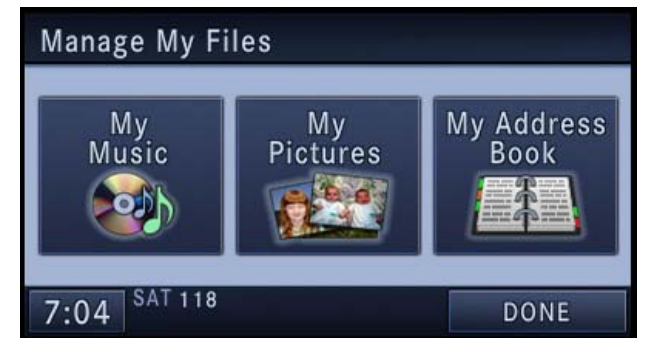 Manage My Files
My
Music
My
Pictures
My Address
Book
7:04
SAT 118
DONE